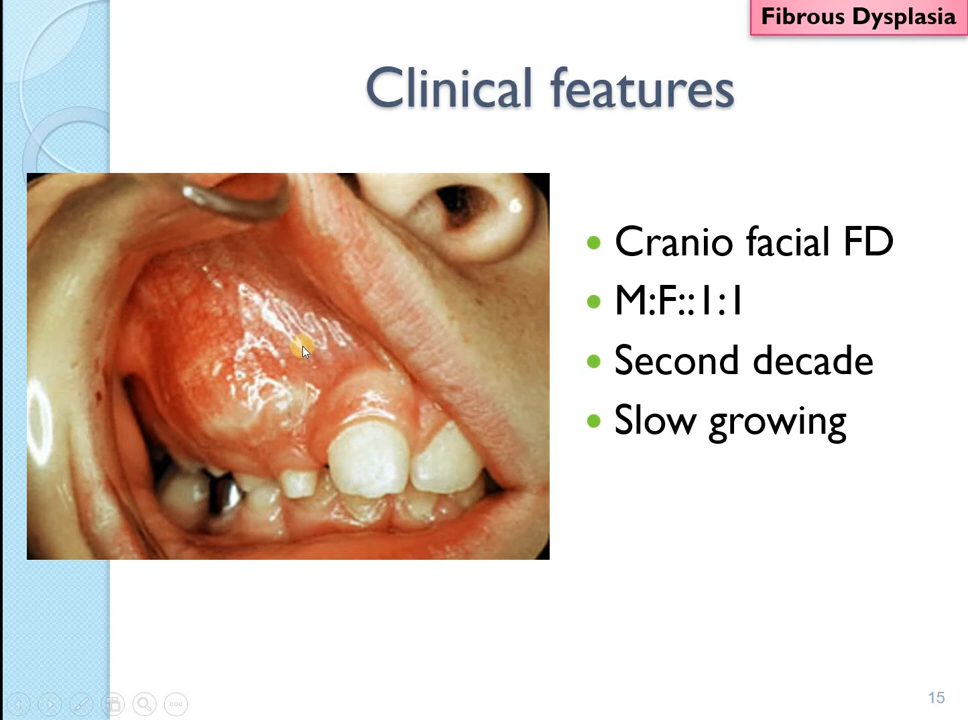 Fibrous Dysplasia
Clinical features
Cranio facial FD
M:F::1:1
Second decade
Slow growing
15